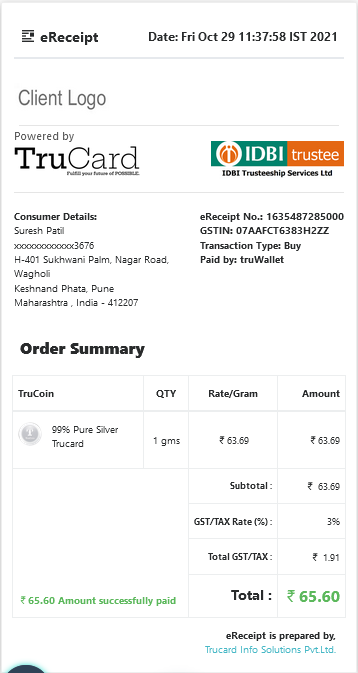 eReceipt
Date: Fri Oct 29 11:37:58 IST 2021
Client Logo
Powered by
TruCard
Fulfill your future of POSSIBLE.
IDBI trustee
IDBI Trusteeship Services Ltd
Consumer Details:
Suresh Patil
xxxxxxxxxxxx3676
H-401 Sukhwani Palm, Nagar Road,
Wagholi
Keshnand Phata, Pune
Maharashtra , India - 412207
eReceipt No.: 1635487285000
GSTIN: 07AAFCT6383H2ZZ
Transaction Type: Buy
Paid by: truWallet
Order Summary
TruCoin QTY Rate/Gram Amount
99% Pure Silver
Trucard
1 gms ₹ 63.69 ₹ 63.69
Subtotal : ₹ 63.69
GST/TAX Rate (%) : 3%
Total GST/TAX : ₹ 1.91
₹ 65.60 Amount successfully paid
Total : ₹ 65.60
eReceipt is prepared by,
Trucard Info Solutions Pvt.Ltd.